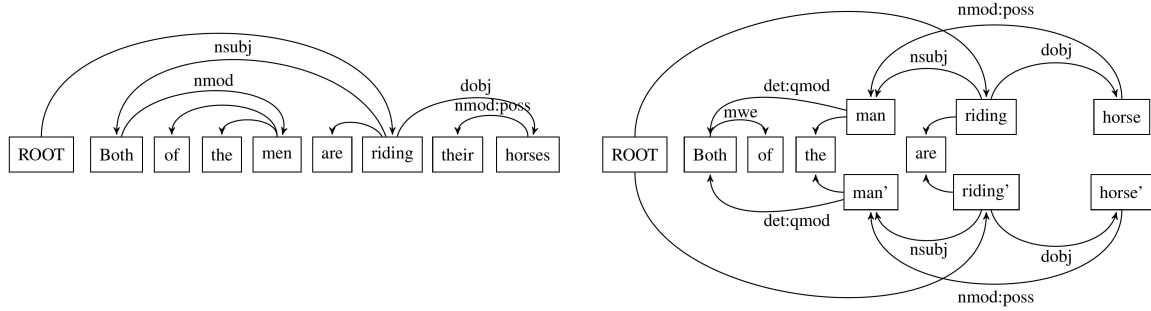 nsubj
nmod
dobj
nmod:poss
ROOT Both of the men are riding their horses
nmod:poss
nsubj
dobj
det:qmod
mwe
man riding horse
ROOT Both of the are
man' riding' horse'
det:qmod
nsubj
dobj
nmod:poss